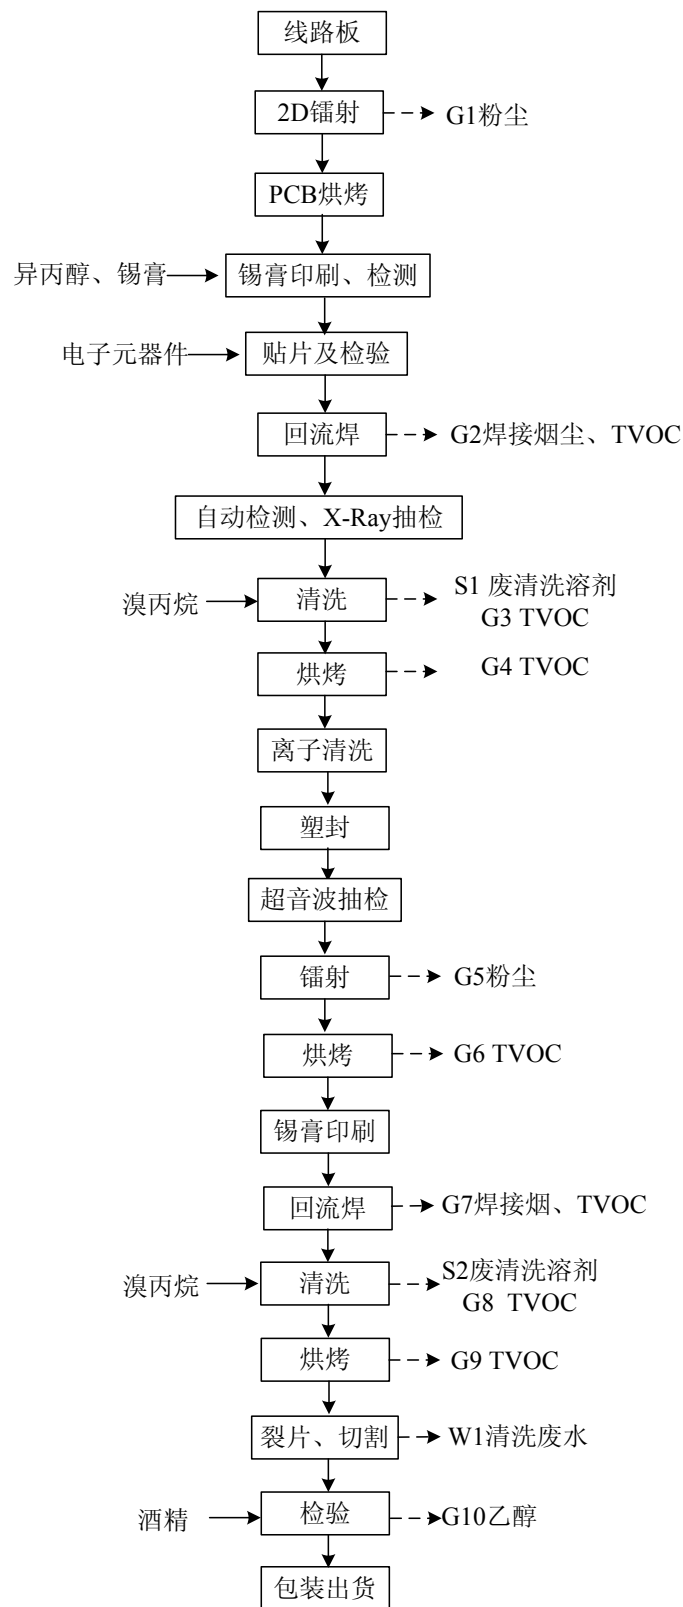 线路板
2D镭射
G1粉尘
PCB烘烤
异丙醇、锡膏
锡膏印刷、检测
电子元器件
贴片及检验
回流焊
G2焊接烟尘、TVOC
自动检测、X-Ray抽检
溴丙烷
清洗
S1 废清洗溶剂
G3 TVOC
烘烤
G4 TVOC
离子清洗
塑封
超音波抽检
镭射
G5粉尘
烘烤
G6 TVOC
锡膏印刷
回流焊
G7焊接烟、TVOC
溴丙烷
清洗
S2废清洗溶剂
G8 TVOC
烘烤
G9 TVOC
裂片、切割
W1清洗废水
酒精
检验
G10乙醇
包装出货